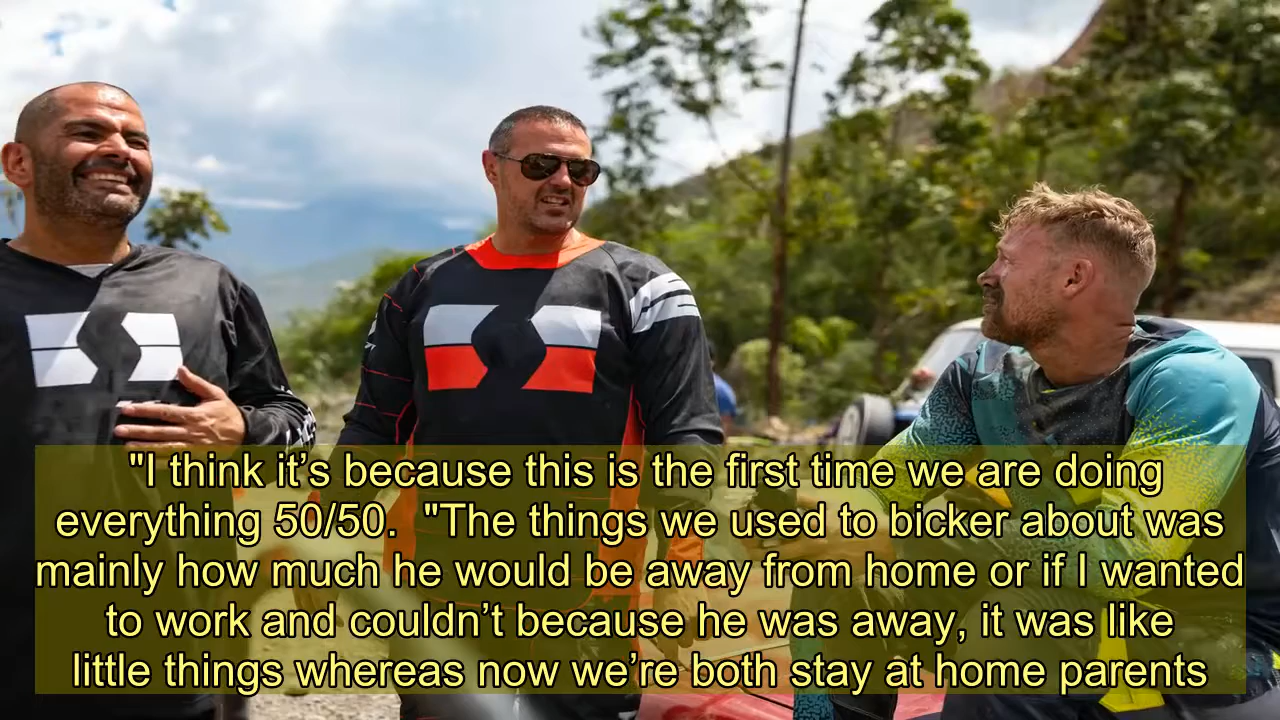 "I think it’s because this is the first time we are doing
everything 50/50.  "The things we used to bicker about was
mainly how much he would be away from home or if I wanted
to work and couldn’t because he was away, it was like
little things whereas now we’re both stay at home parents